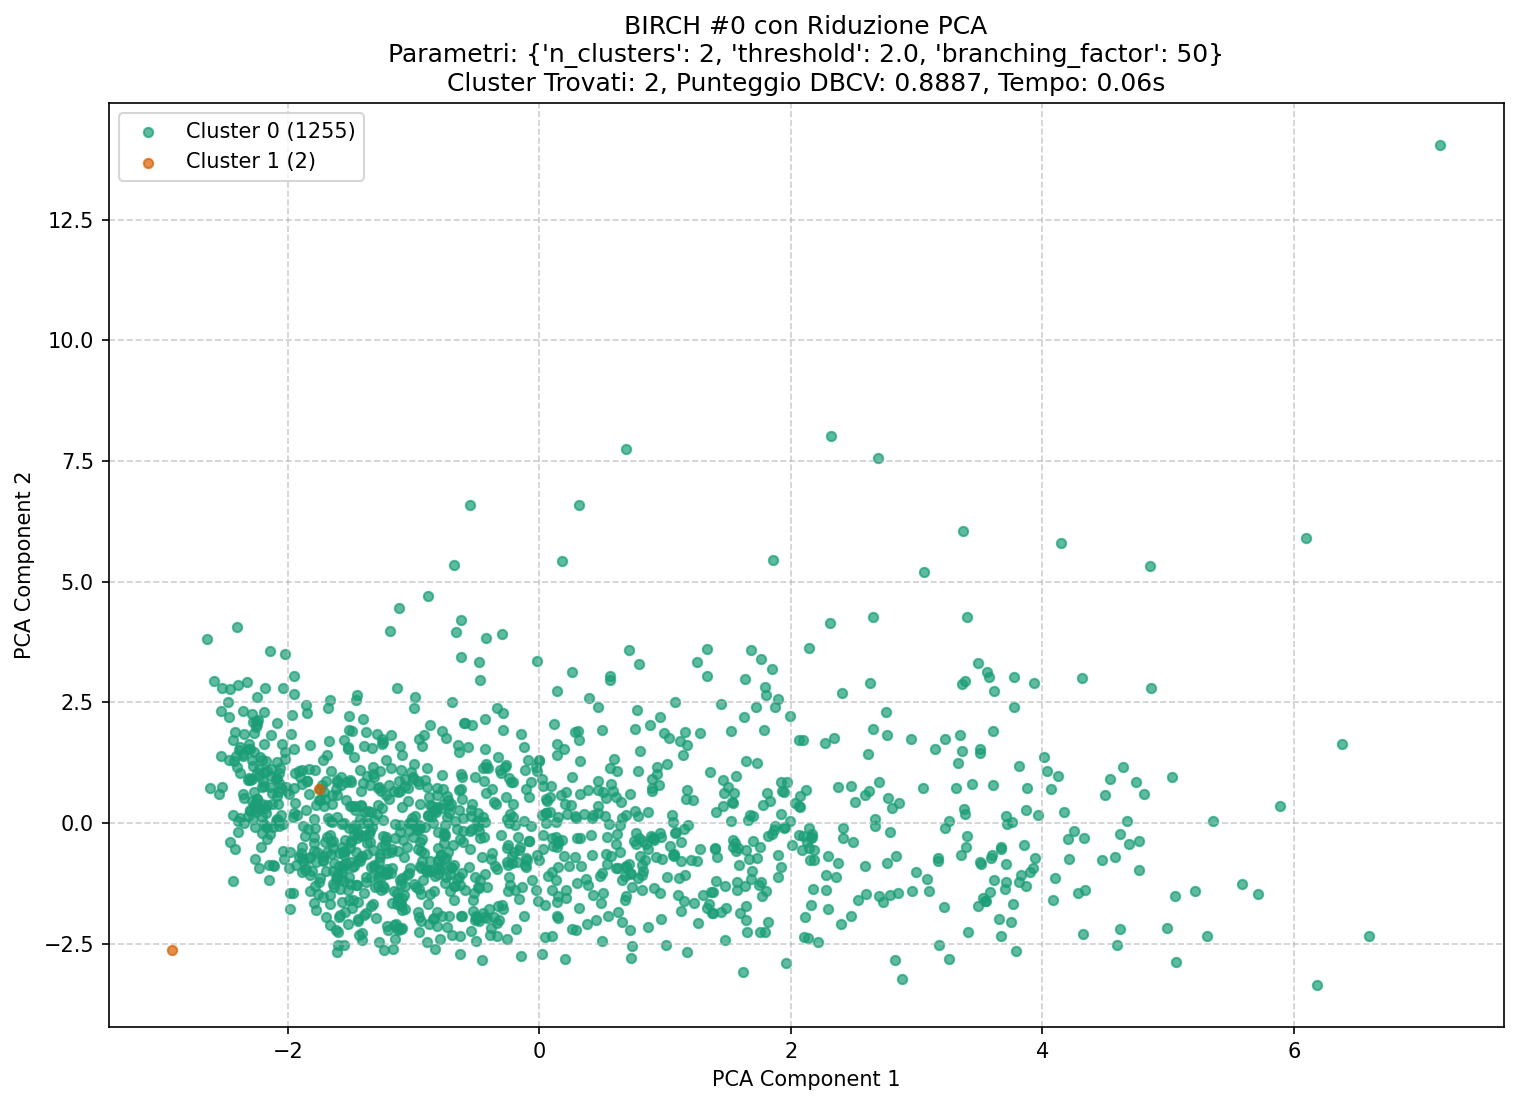 BIRCH #0 con Riduzione PCA
Parametri: {'n_clusters': 2, 'threshold': 2.0, 'branching_factor': 50}
Cluster Trovati: 2, Punteggio DBCV: 0.8887, Tempo: 0.06s
Cluster 0 (1255)
Cluster 1 (2)
12.5
10.0
7.5
5.0
2.5
0.0
−2.5
PCA Component 2
−2
0
2
4
6
PCA Component 1